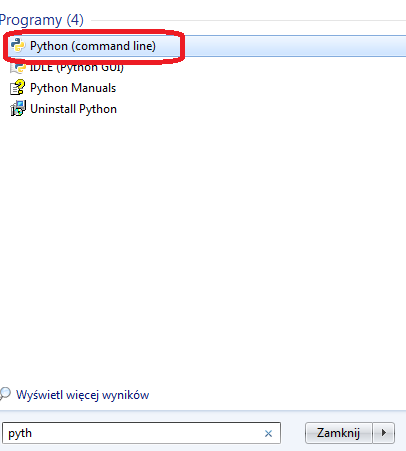 Programy (4)
Python (command line)
IDLE (Python GUI)
Python Manuals
Uninstall Python
Wyświetl więcej wyników
pyth
Zamknij